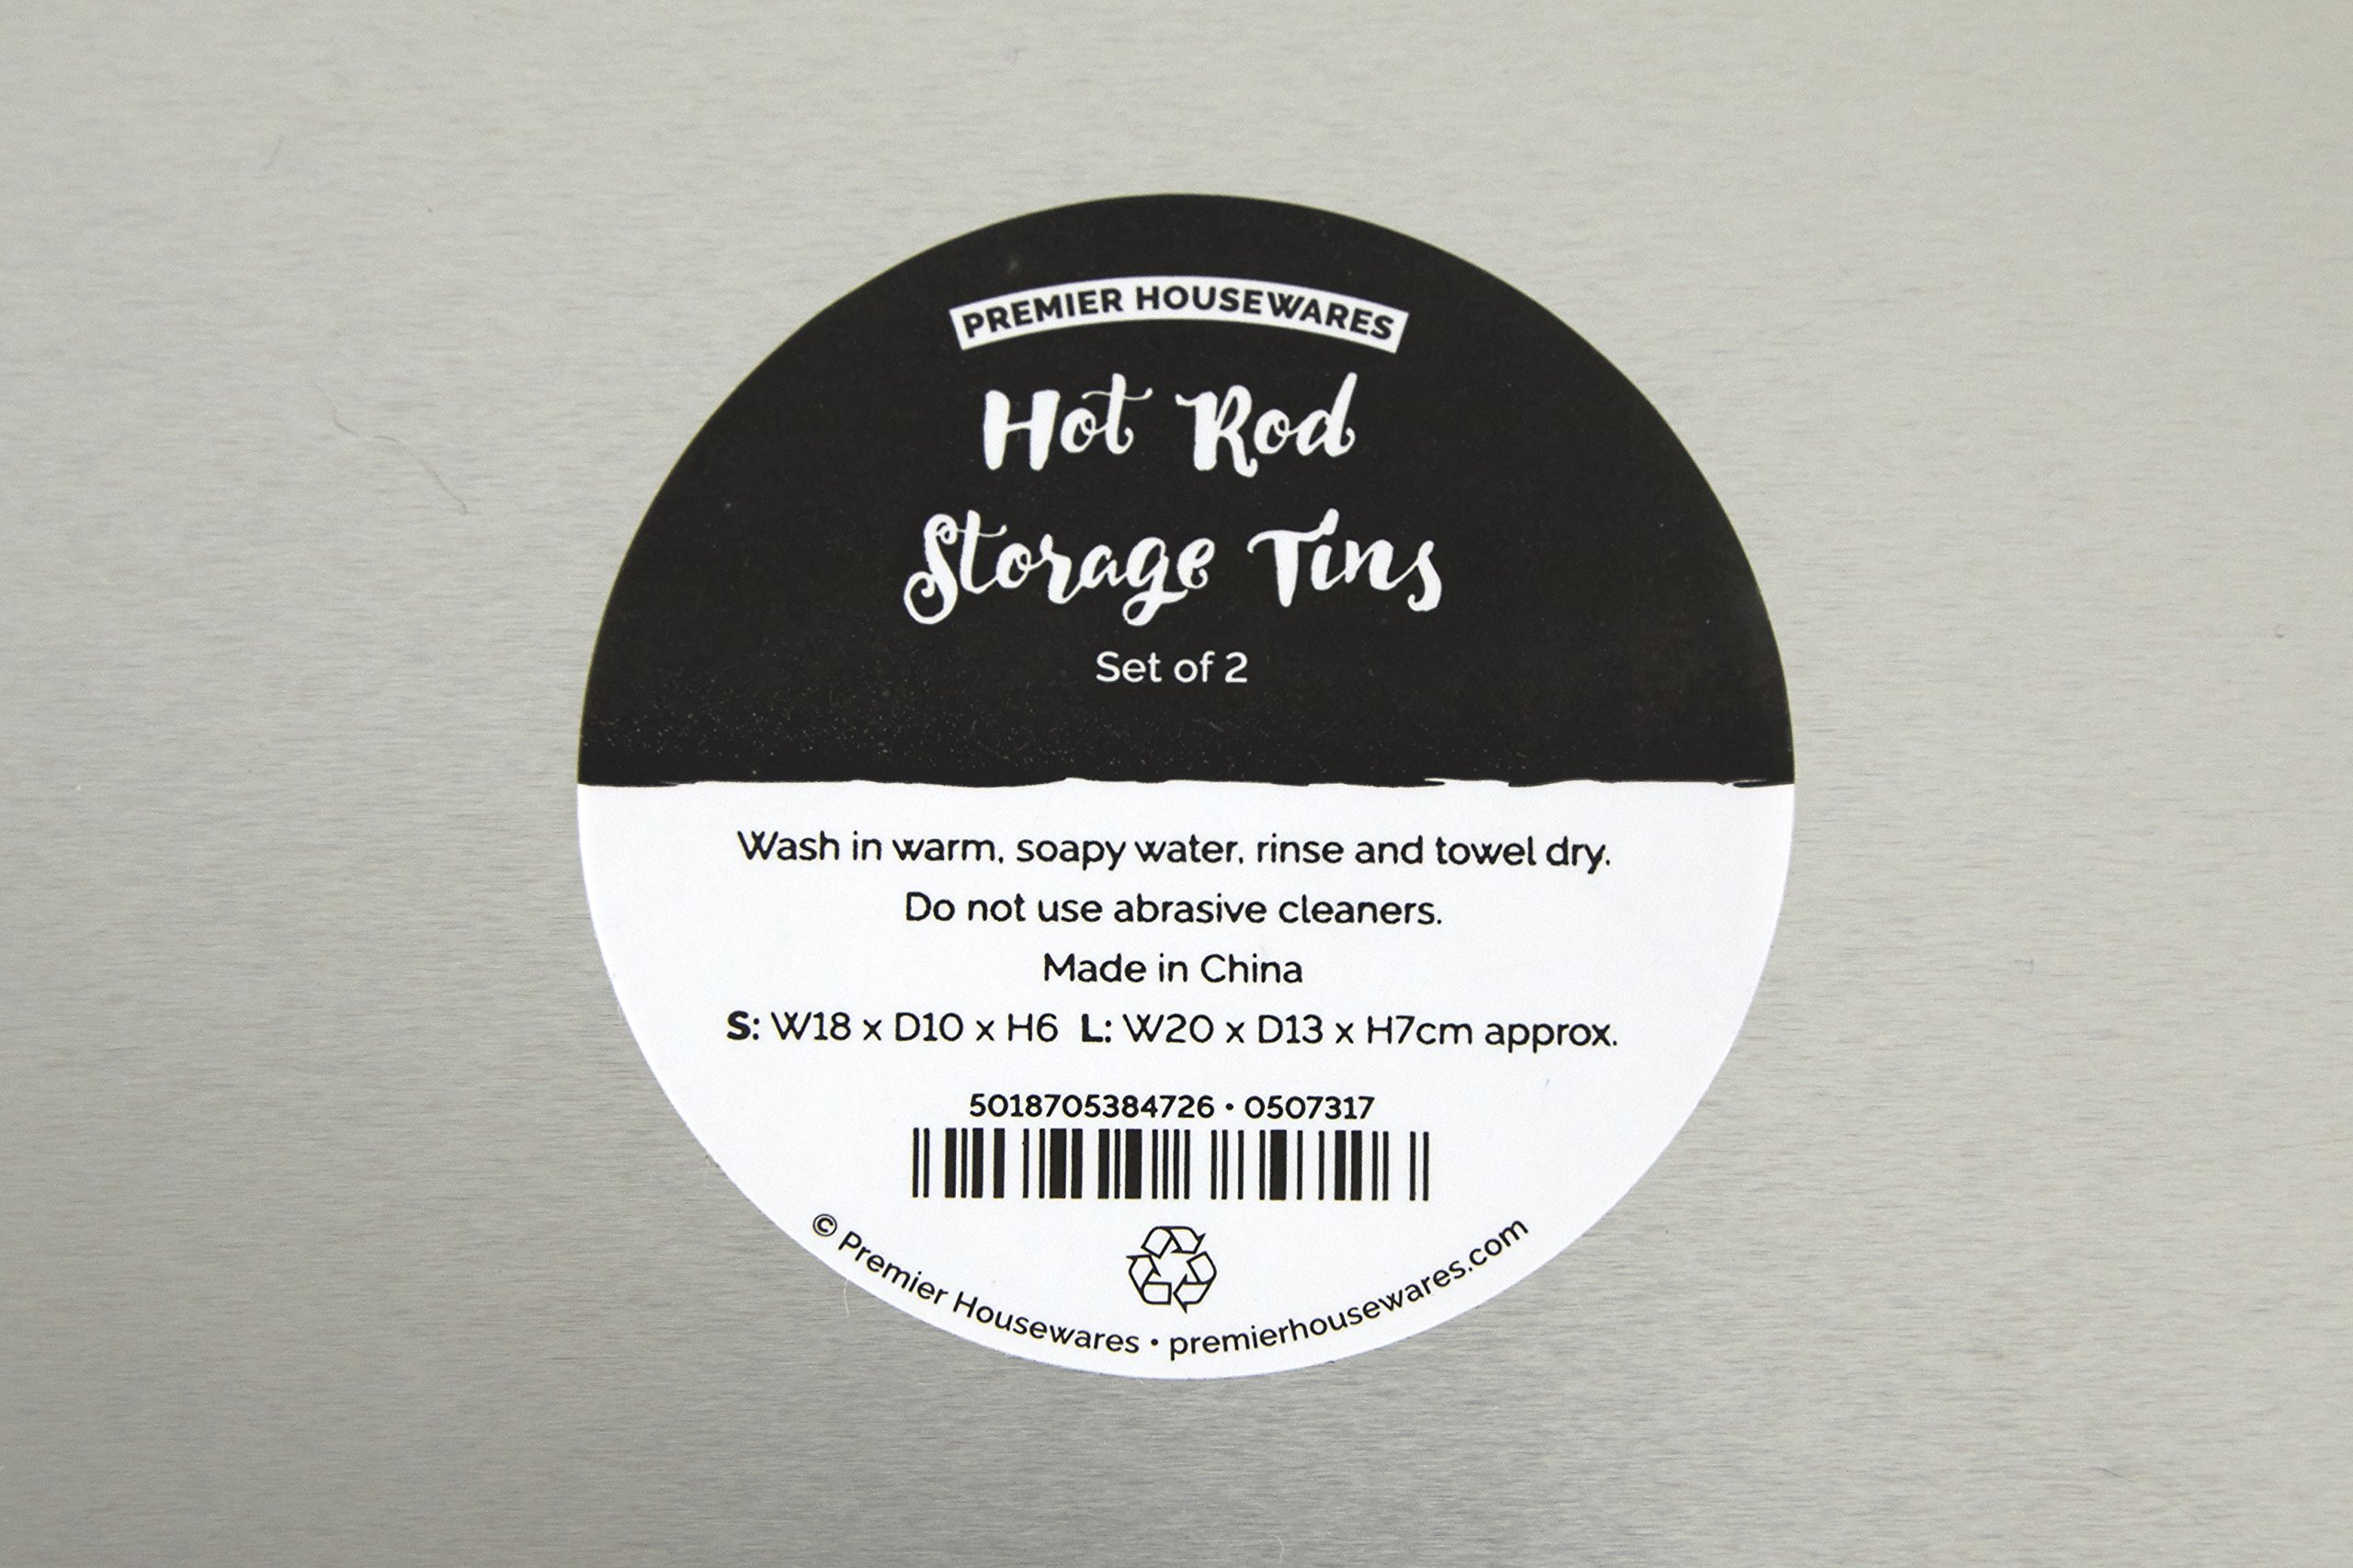 PREMIER HOUSEWARES
Hot Rod
Storage Tins
Set of 2
Wash in warm, soapy water, rinse and towel dry.
Do not use abrasive cleaners.
Made in China
S: W18 x D10 x H6 L: W20 x D13 x H7cm approx.
5018705384726 • 0507317
© Premier Housewares • premierhousewares.com